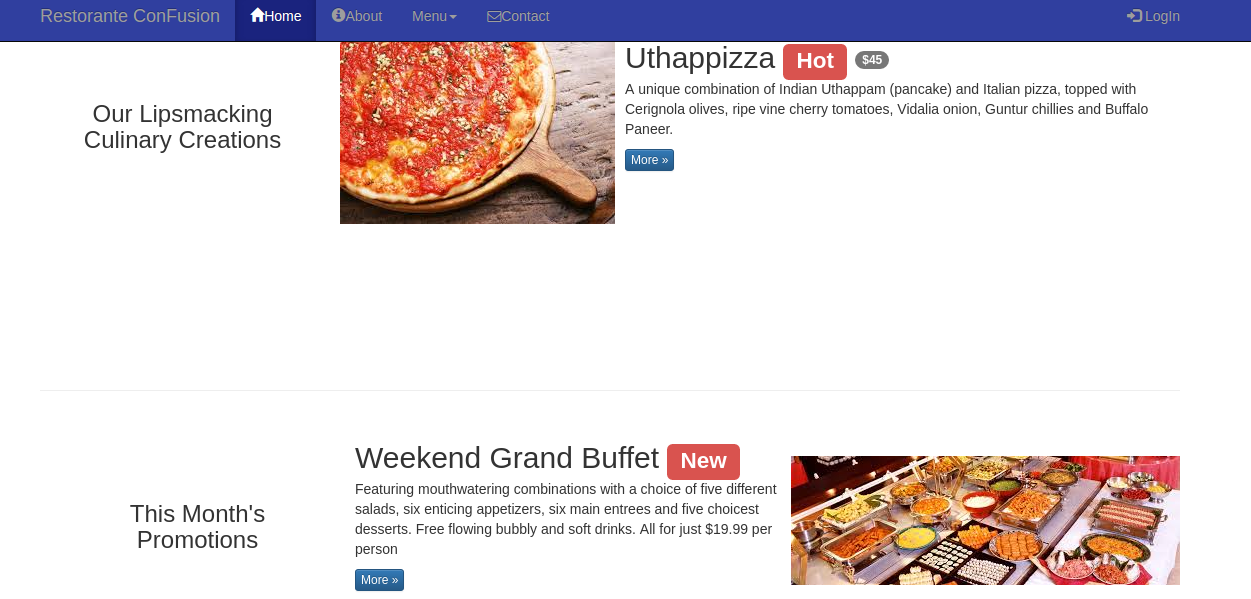 Restorante ConFusion Home About Menu Contact LogIn
Uthappizza Hot $45
A unique combination of Indian Uthappam (pancake) and Italian pizza, topped with
Cerignola olives, ripe vine cherry tomatoes, Vidalia onion, Guntur chillies and Buffalo
Paneer.
More »
Our Lipsmacking
Culinary Creations
Weekend Grand Buffet New
Featuring mouthwatering combinations with a choice of five different
salads, six enticing appetizers, six main entrees and five choicest
desserts. Free flowing bubbly and soft drinks. All for just $19.99 per
person
More »
This Month's
Promotions